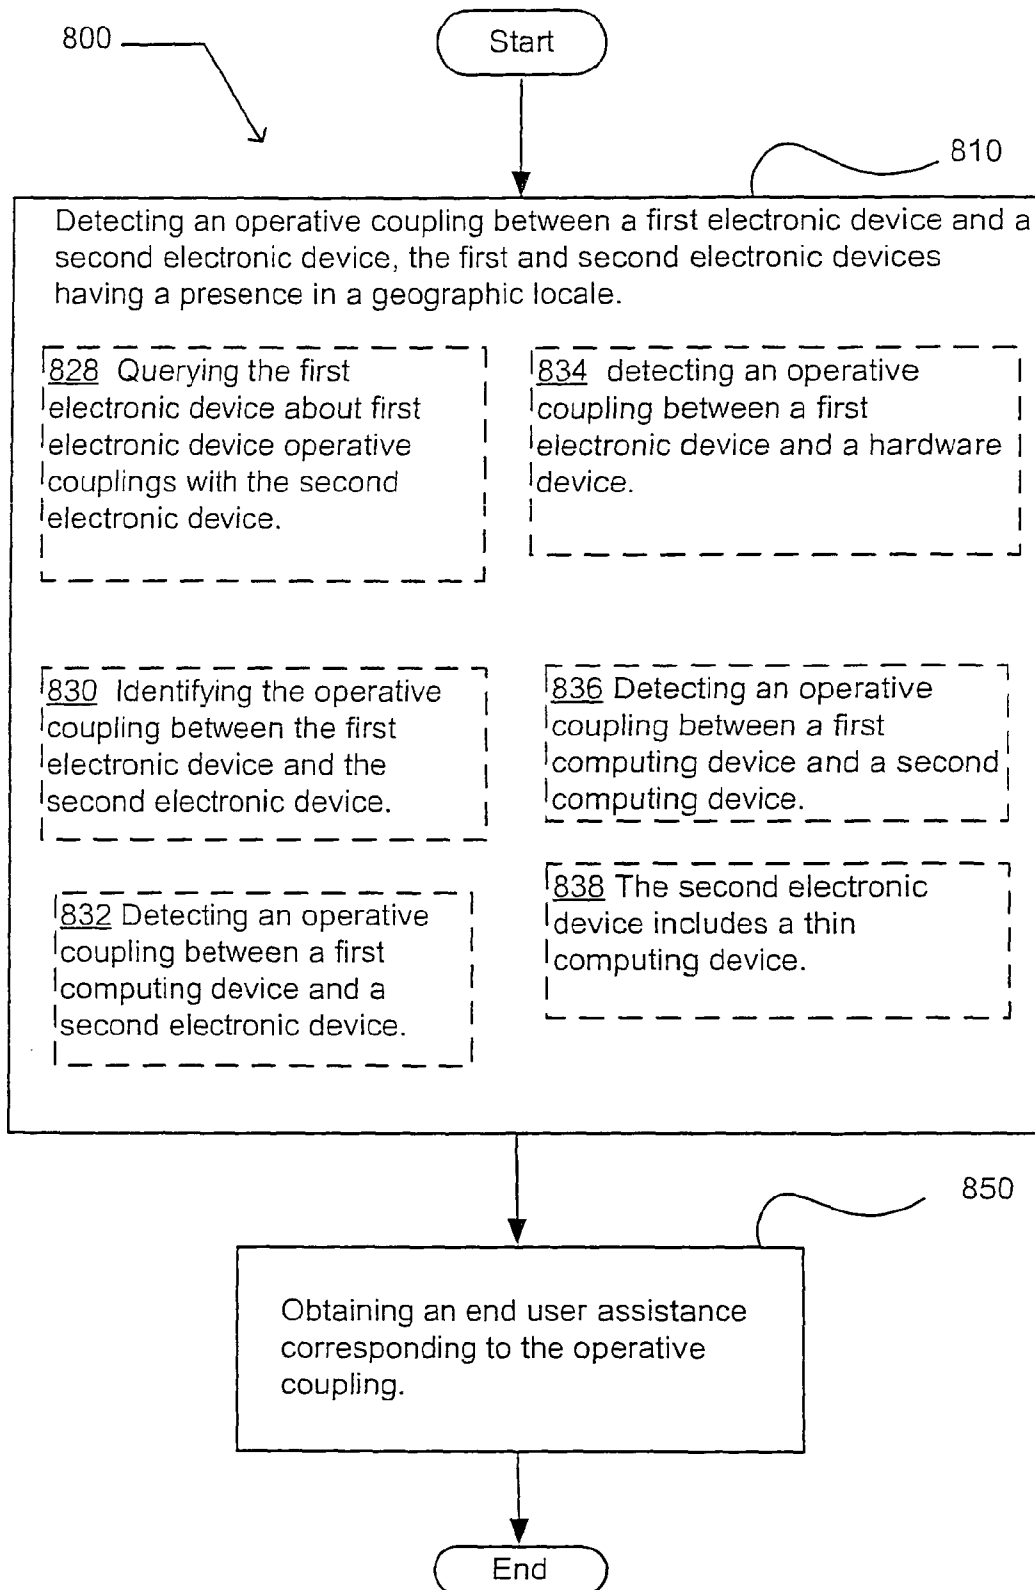 800
Start
810
Detecting an operative coupling between a first electronic device and a
second electronic device, the first and second electronic devices
having a presence in a geographic locale.
828 Querying the first
electronic device about first
electronic device operative
couplings with the second
electronic device.
834 detecting an operative
coupling between a first
electronic device and a hardware
device.
830 Identifying the operative
coupling between the first
electronic device and the
second electronic device.
836 Detecting an operative
coupling between a first
computing device and a second
computing device.
832 Detecting an operative
coupling between a first
computing device and a
second electronic device.
838 The second electronic
device includes a thin
computing device.
850
Obtaining an end user assistance
corresponding to the operative
coupling.
End